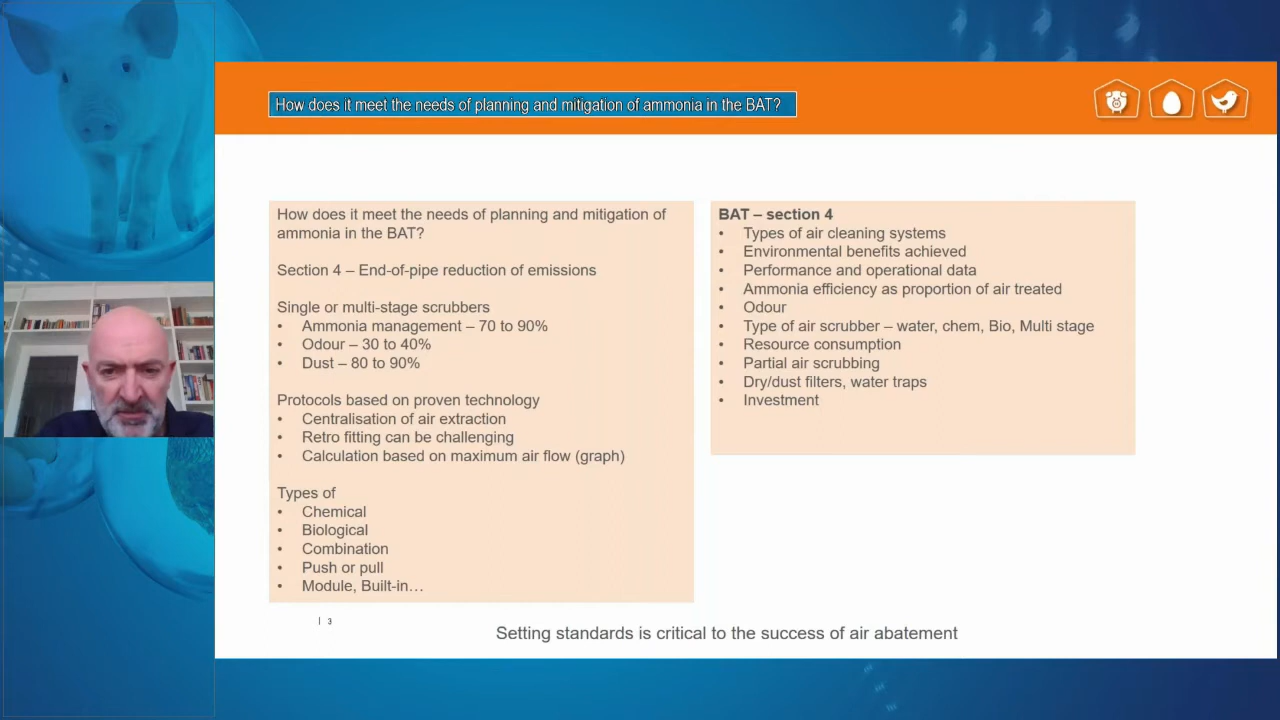 How does it meet the needs of planning and mitigation of ammonia in the BAT?
How does it meet the needs of planning and mitigation of
ammonia in the BAT?
Section 4 – End-of-pipe reduction of emissions
Single or multi-stage scrubbers
• Ammonia management – 70 to 90%
• Odour – 30 to 40%
• Dust – 80 to 90%
Protocols based on proven technology
• Centralisation of air extraction
• Retro fitting can be challenging
• Calculation based on maximum air flow (graph)
Types of
• Chemical
• Biological
• Combination
• Push or pull
• Module, Built-in…
BAT – section 4
• Types of air cleaning systems
• Environmental benefits achieved
• Performance and operational data
• Ammonia efficiency as proportion of air treated
• Odour
• Type of air scrubber – water, chem, Bio, Multi stage
• Resource consumption
• Partial air scrubbing
• Dry/dust filters, water traps
• Investment
| 3
Setting standards is critical to the success of air abatement